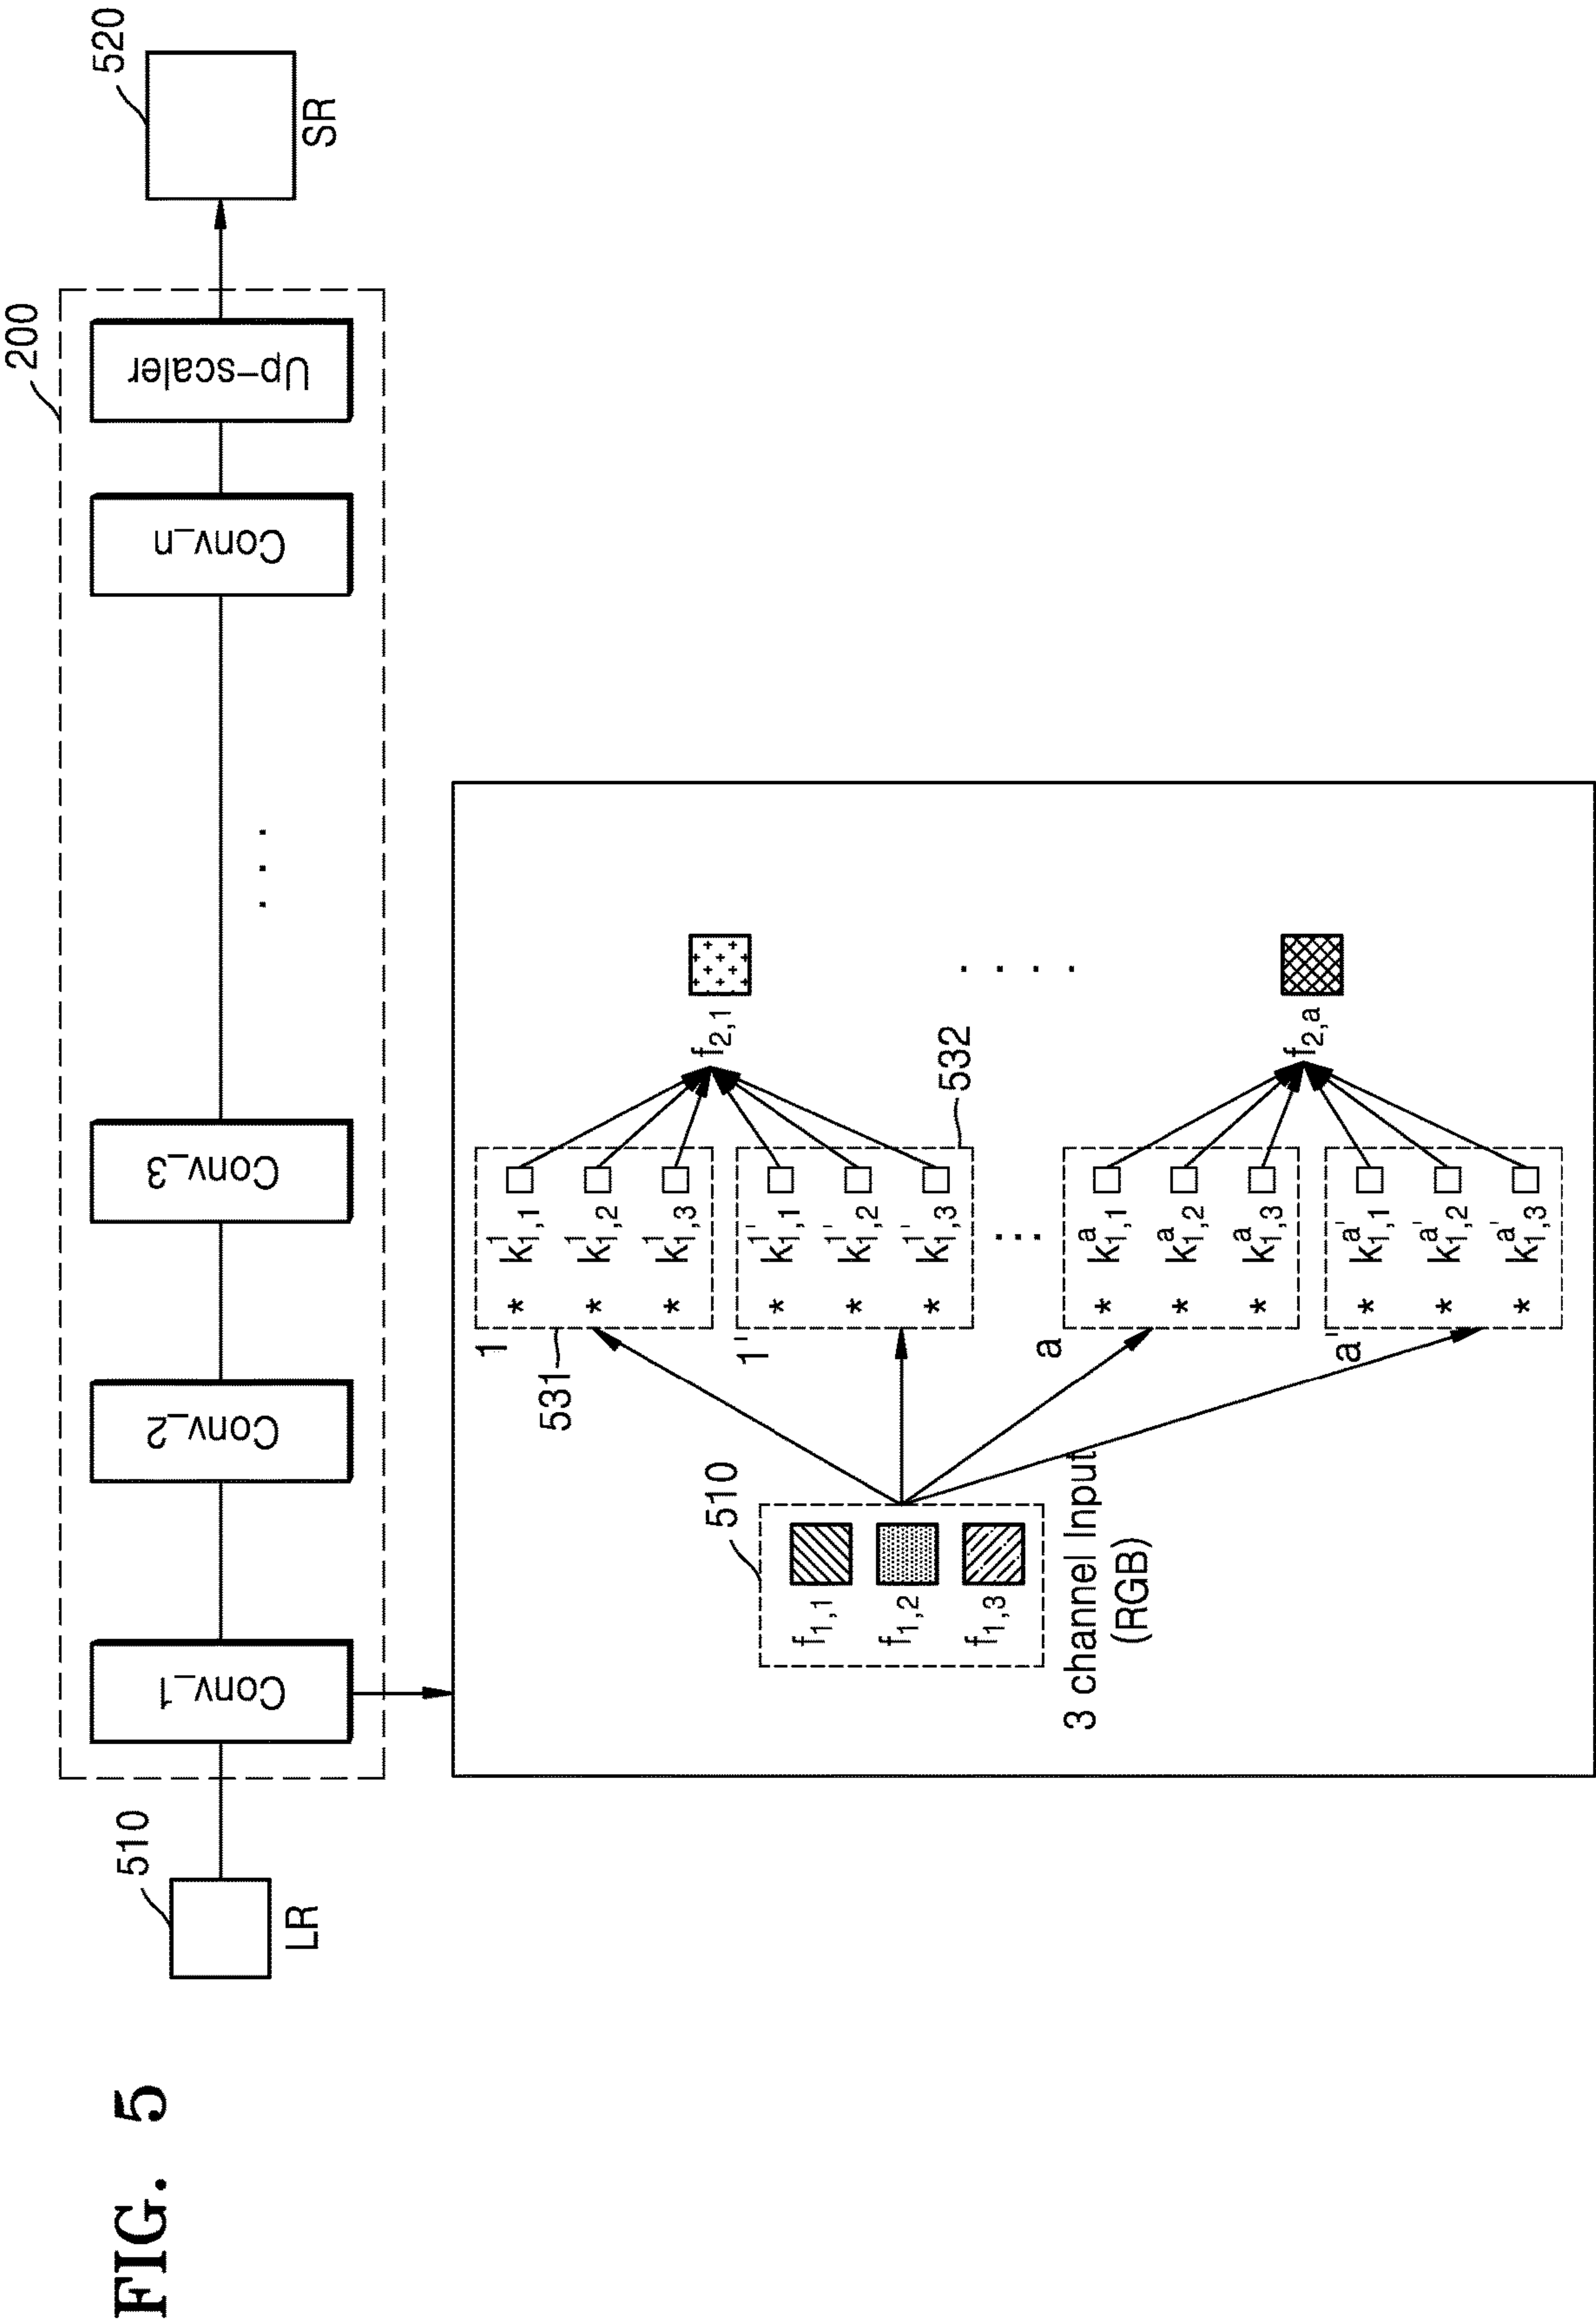 FIG. 5
200
510
520
LR
Conv_1
Conv_2
Conv_3
. . .
Conv_n
Up-scaler
SR
510
f1,1
f1,2
f1,3
3 channel Input
(RGB)
531
1
* k¹1,1
* k¹1,2
* k¹1,3
1'
* k¹'1,1
* k¹'1,2
* k¹'1,3
532
...
a
* kᵃ1,1
* kᵃ1,2
* kᵃ1,3
a'
* kᵃ'1,1
* kᵃ'1,2
* kᵃ'1,3
f2,1
. . . .
f2,a